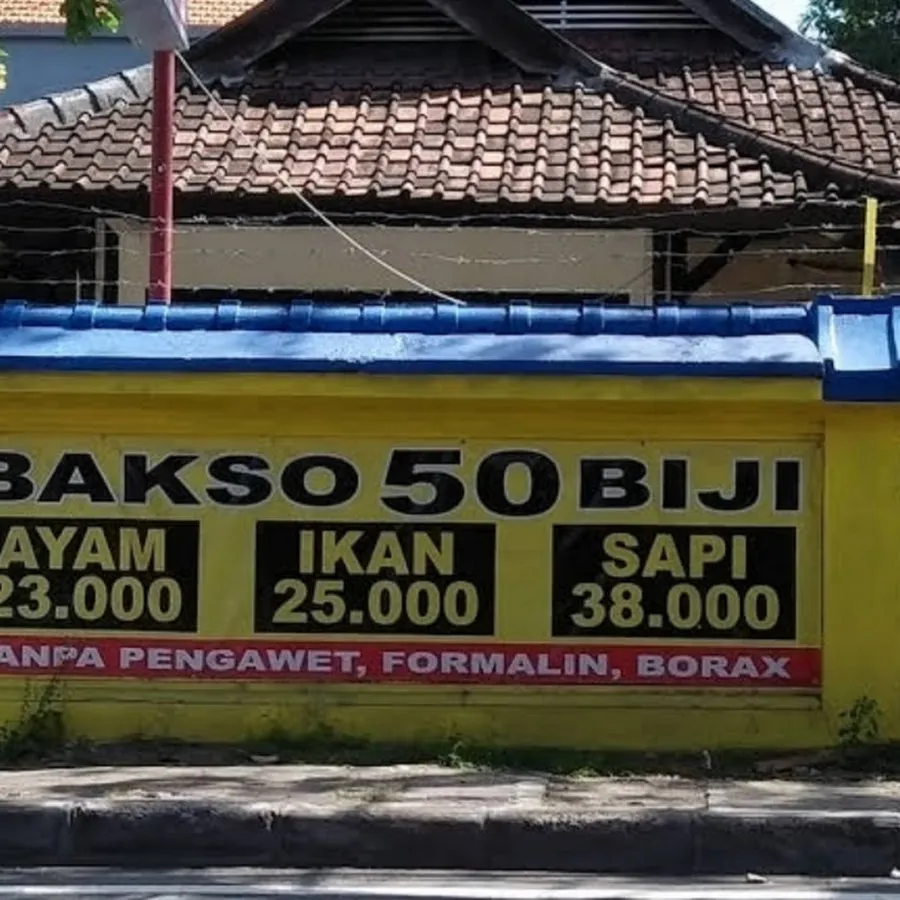 BAKSO 50 BIJI
AYAM IKAN SAPI
23.000 25.000 38.000
ANPA PENGAWET, FORMALIN, BORAX